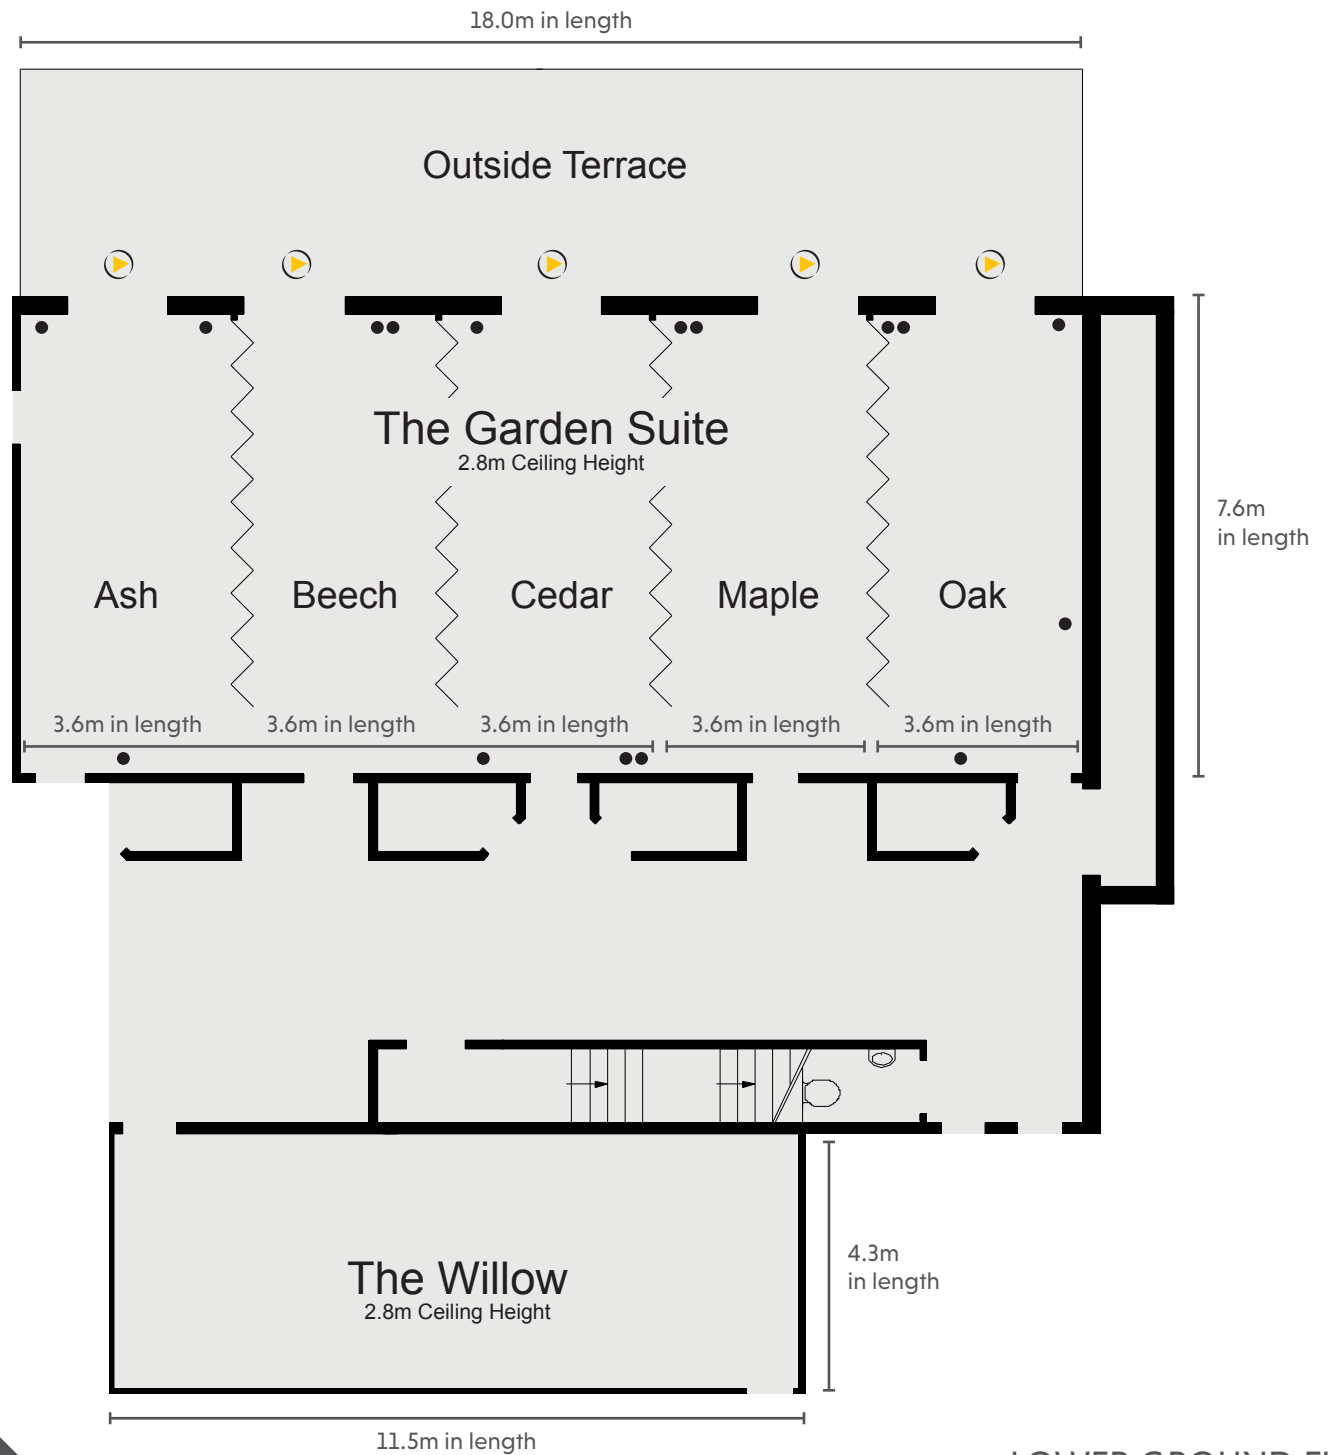 18.0m in length
Outside Terrace
The Garden Suite
2.8m Ceiling Height
7.6m
in length
Ash
Beech
Cedar
Maple
Oak
3.6m in length
3.6m in length
3.6m in length
3.6m in length
3.6m in length
4.3m
in length
The Willow
2.8m Ceiling Height
11.5m in length